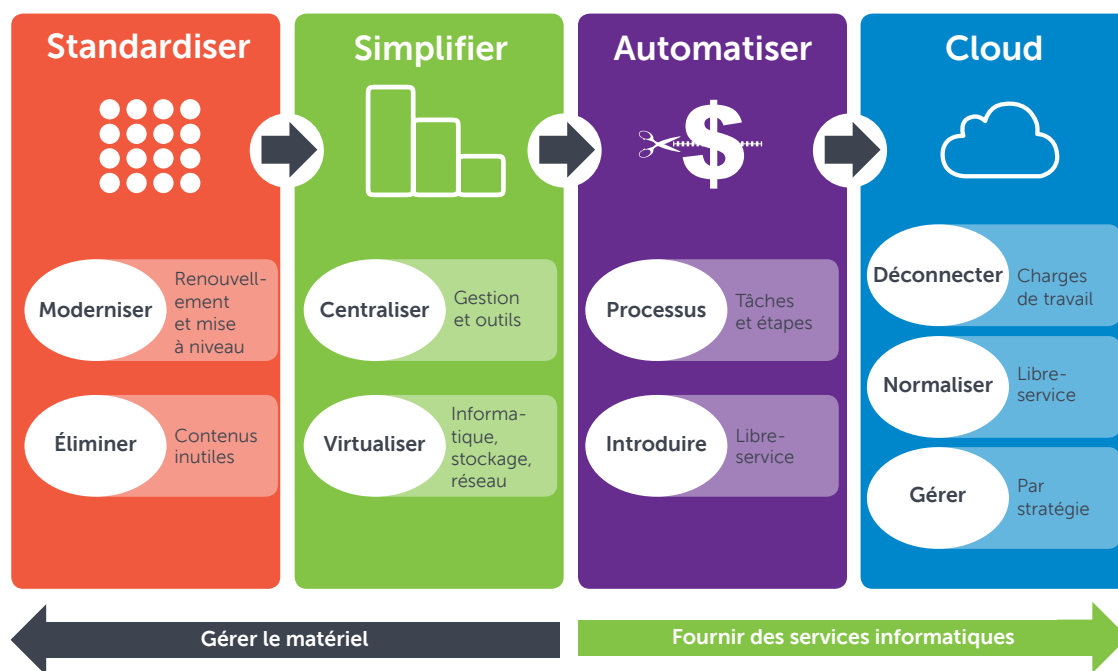 Standardiser
Moderniser
Renouvell-
ement
et mise
à niveau
Éliminer
Contenus
inutiles
Simplifier
Centraliser
Gestion
et outils
Virtualiser
Informa-
tique,
stockage,
réseau
Automatiser
$
Processus
Tâches
et étapes
Introduire
Libre-
service
Cloud
Déconnecter
Charges
de travail
Normaliser
Libre-
service
Gérer
Par
stratégie
Gérer le matériel
Fournir des services informatiques